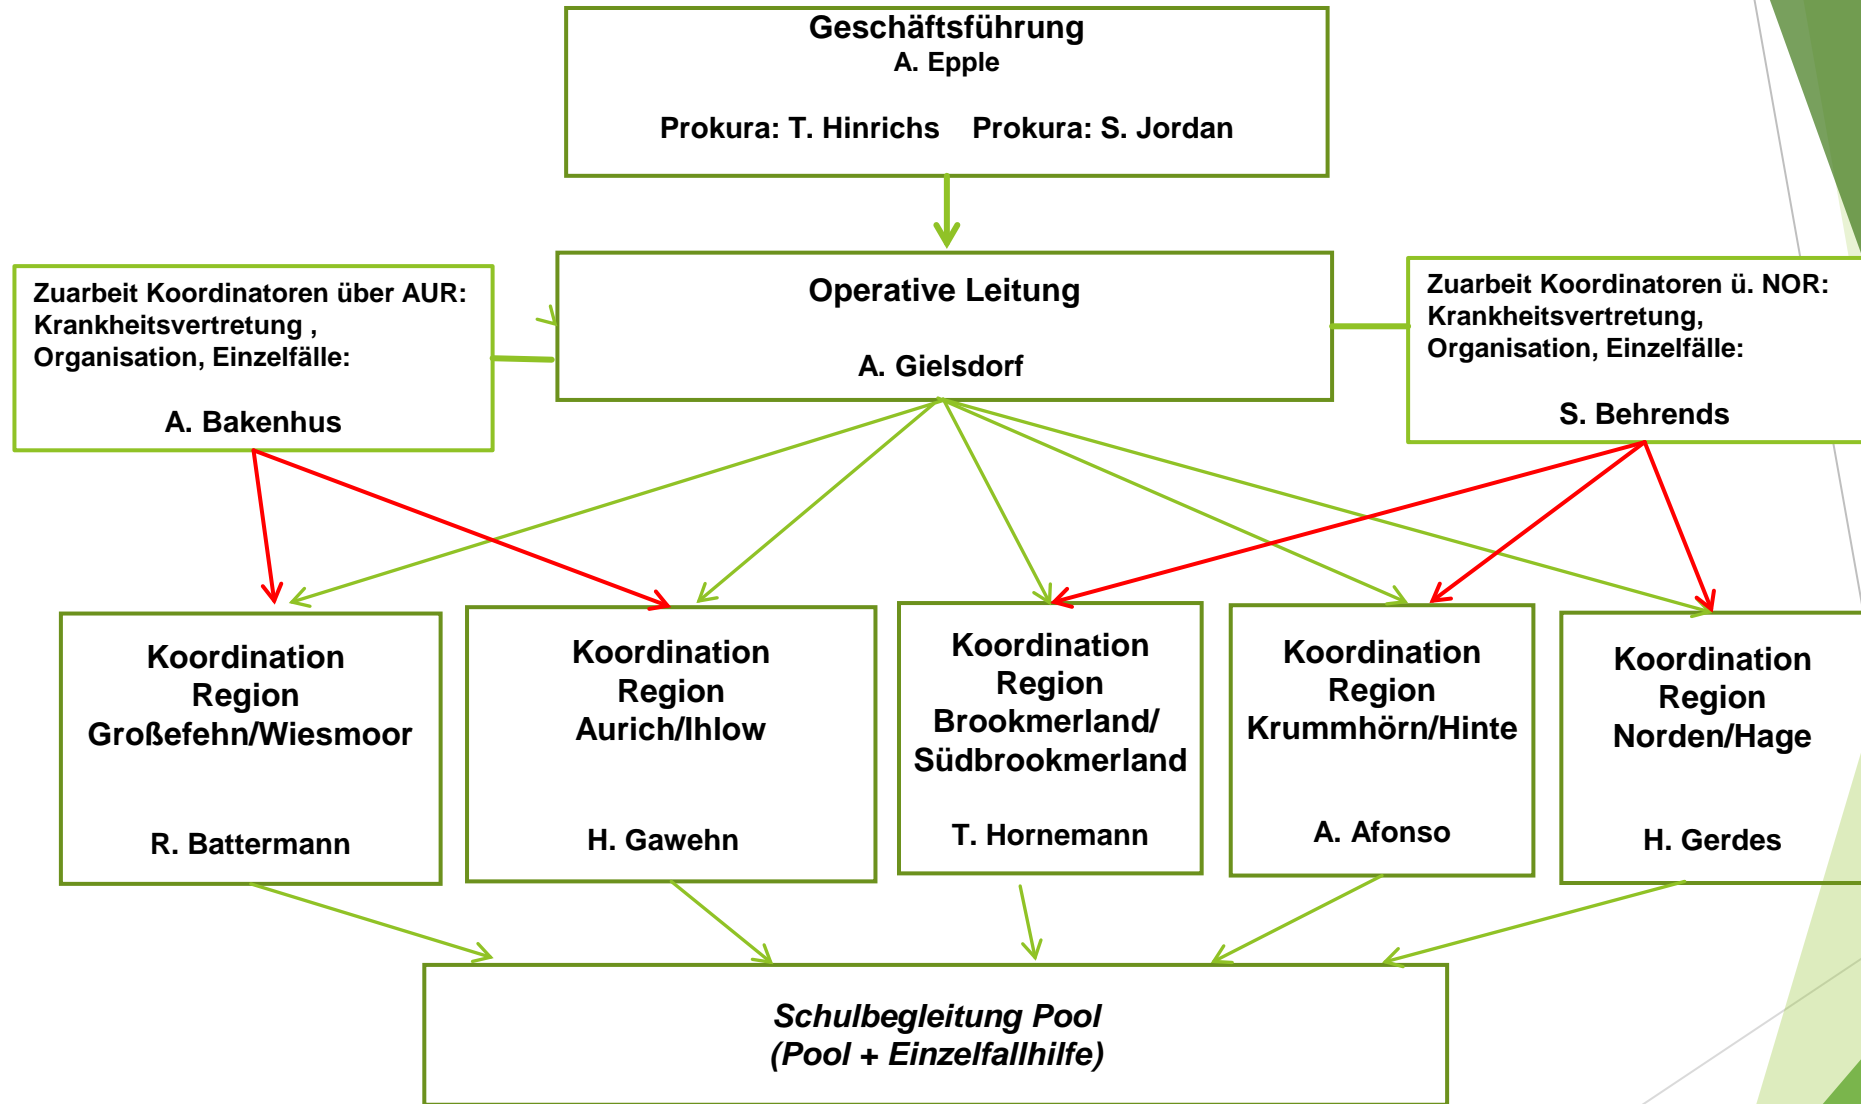 Geschäftsführung
A. Epple
Prokura: T. Hinrichs    Prokura: S. Jordan
Zuarbeit Koordinatoren über AUR:
Krankheitsvertretung ,
Organisation, Einzelfälle:
A. Bakenhus
Operative Leitung
A. Gielsdorf
Zuarbeit Koordinatoren ü. NOR:
Krankheitsvertretung,
Organisation, Einzelfälle:
S. Behrends
Koordination
Region
Großefehn/Wiesmoor
R. Battermann
Koordination
Region
Aurich/Ihlow
H. Gawehn
Koordination
Region
Brookmerland/
Südbrookmerland
T. Hornemann
Koordination
Region
Krummhörn/Hinte
A. Afonso
Koordination
Region
Norden/Hage
H. Gerdes
Schulbegleitung Pool
(Pool + Einzelfallhilfe)